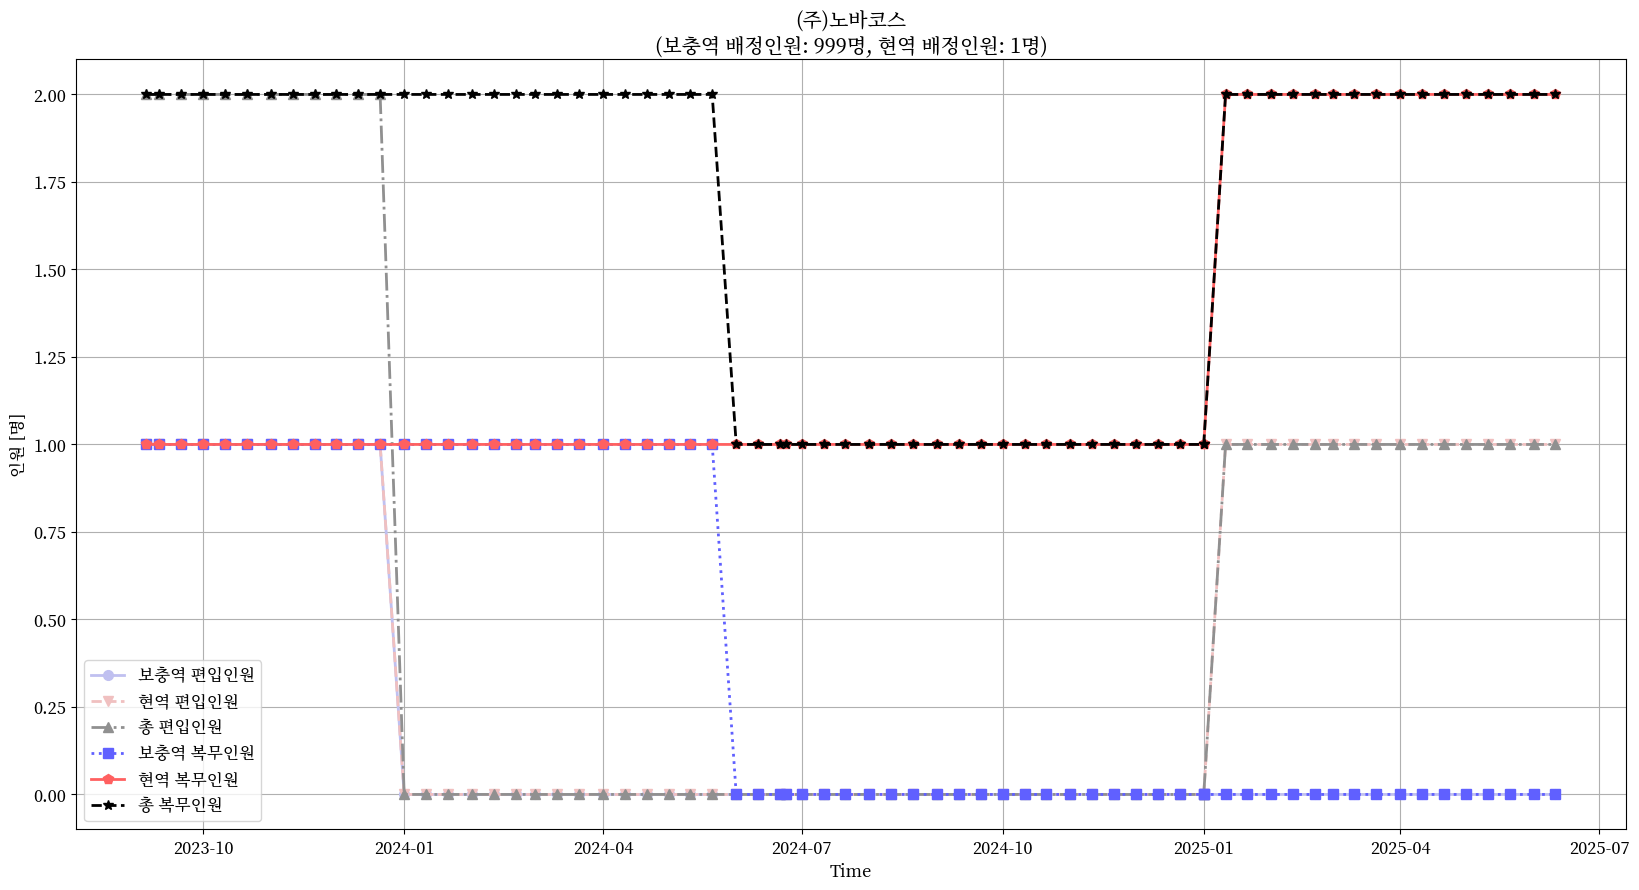 (주)노바코스
(보충역 배정인원: 999명, 현역 배정인원: 1명)
인원 [명]
2.00
1.75
1.50
1.25
1.00
0.75
0.50
0.25
0.00
보충역 편입인원
현역 편입인원
총 편입인원
보충역 복무인원
현역 복무인원
총 복무인원
2023-10 2024-01 2024-04 2024-07 2024-10 2025-01 2025-04 2025-07
Time